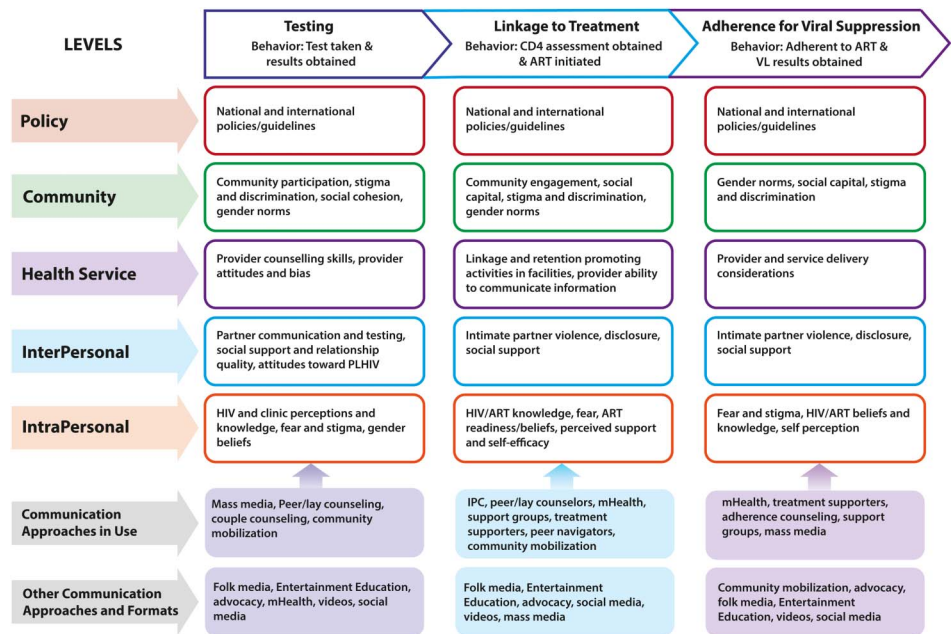 LEVELS
Testing
Behavior: Test taken &
results obtained
Linkage to Treatment
Behavior: CD4 assessment obtained
& ART initiated
Adherence for Viral Suppression
Behavior: Adherent to ART &
VL results obtained
Policy
National and international
policies/guidelines
National and international
policies/guidelines
National and international
policies/guidelines
Community
Community participation, stigma
and discrimination, social cohesion,
gender norms
Community engagement, social
capital, stigma and discrimination,
gender norms
Gender norms, social capital, stigma
and discrimination
Health Service
Provider counselling skills, provider
attitudes and bias
Linkage and retention promoting
activities in facilities, provider ability
to communicate information
Provider and service delivery
considerations
InterPersonal
Partner communication and testing,
social support and relationship
quality, attitudes toward PLHIV
Intimate partner violence, disclosure,
social support
Intimate partner violence, disclosure,
social support
IntraPersonal
HIV and clinic perceptions and
knowledge, fear and stigma, gender
beliefs
HIV/ART knowledge, fear, ART
readiness/beliefs, perceived support
and self-efficacy
Fear and stigma, HIV/ART beliefs and
knowledge, self perception
Communication
Approaches in Use
Mass media, Peer/lay counseling,
couple counseling, community
mobilization
IPC, peer/lay counselors, mHealth,
support groups, treatment
supporters, peer navigators,
community mobilization
mHealth, treatment supporters,
adherence counseling, support
groups, mass media
Other Communication
Approaches and Formats
Folk media, Entertainment Education,
advocacy, mHealth, videos, social
media
Folk media, Entertainment
Education, advocacy, social media,
videos, mass media
Community mobilization, advocacy,
folk media, Entertainment
Education, videos, social media